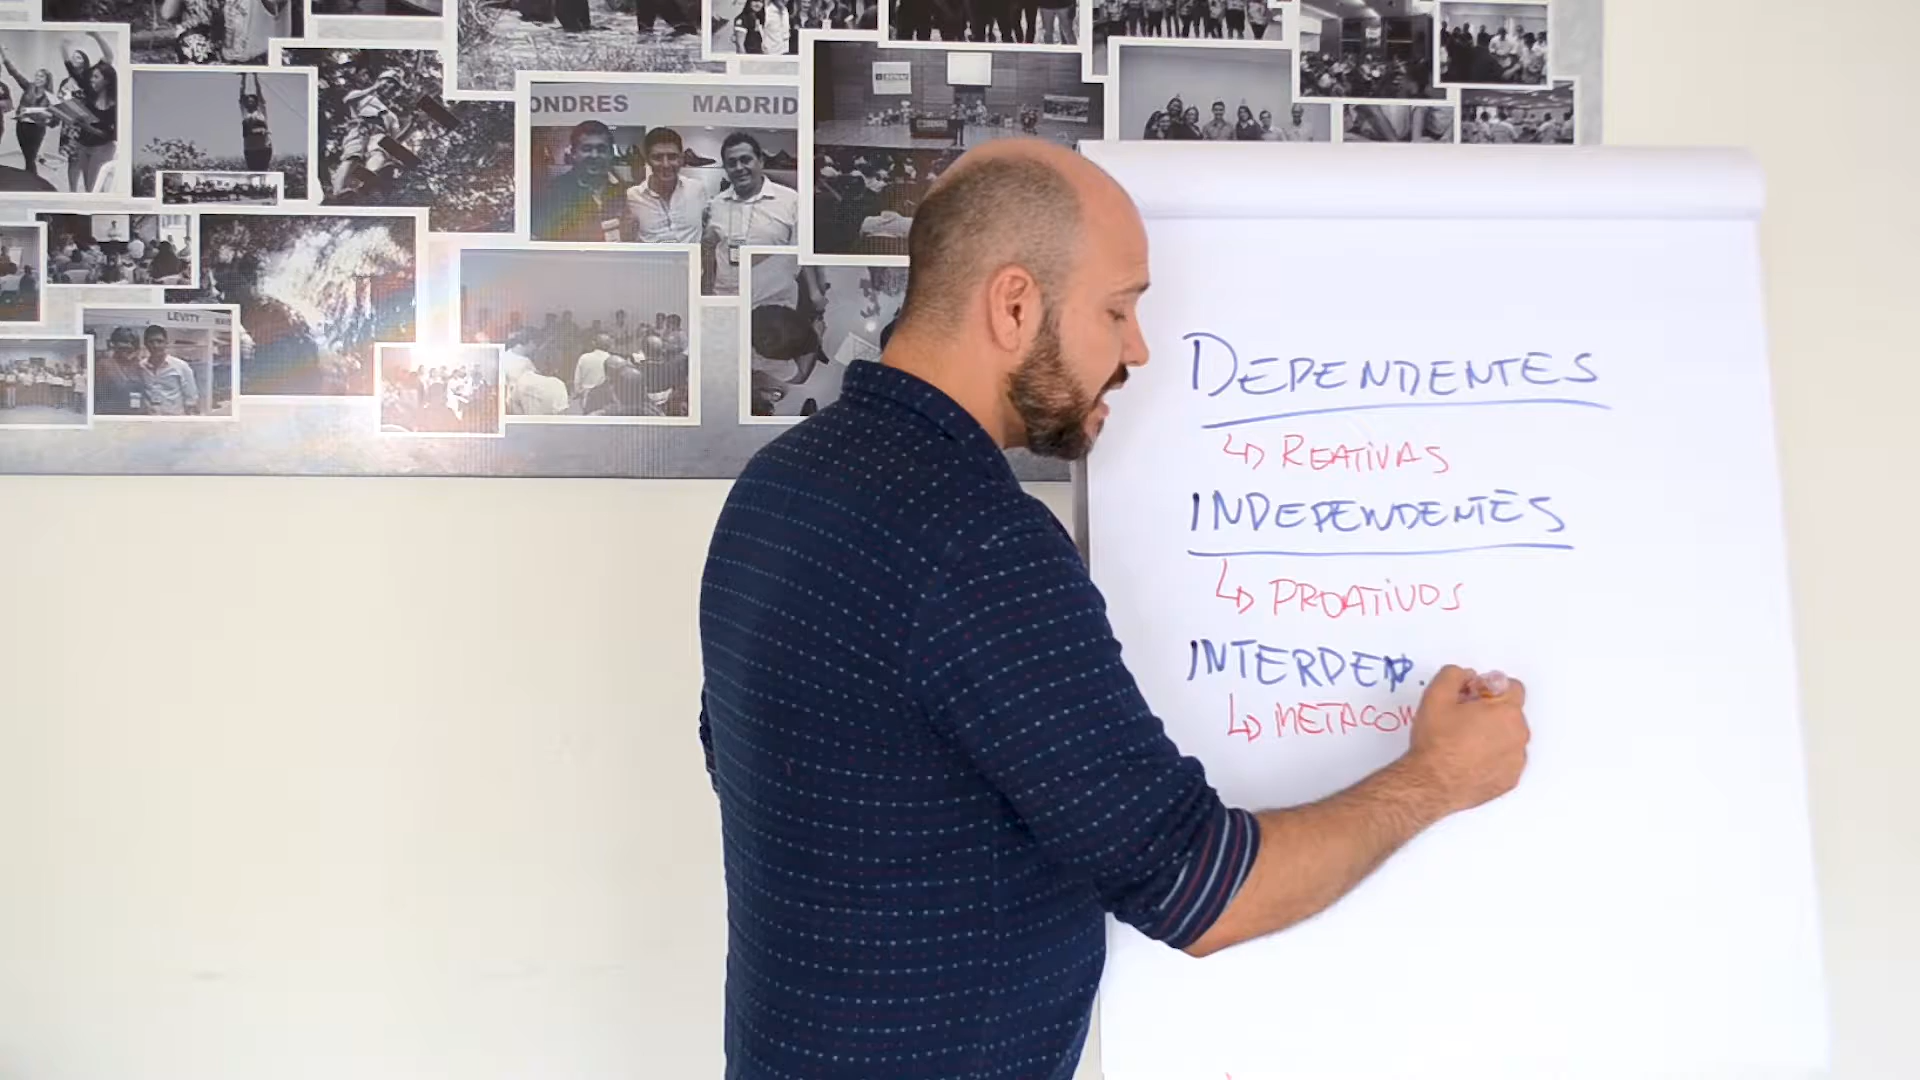 ONDRES MADRID
LEVITY
DEPENDENTES
↳ REATIVAS
INDEPENDENTES
↳ PROATIVOS
INTERDEP.
↳ METACOM